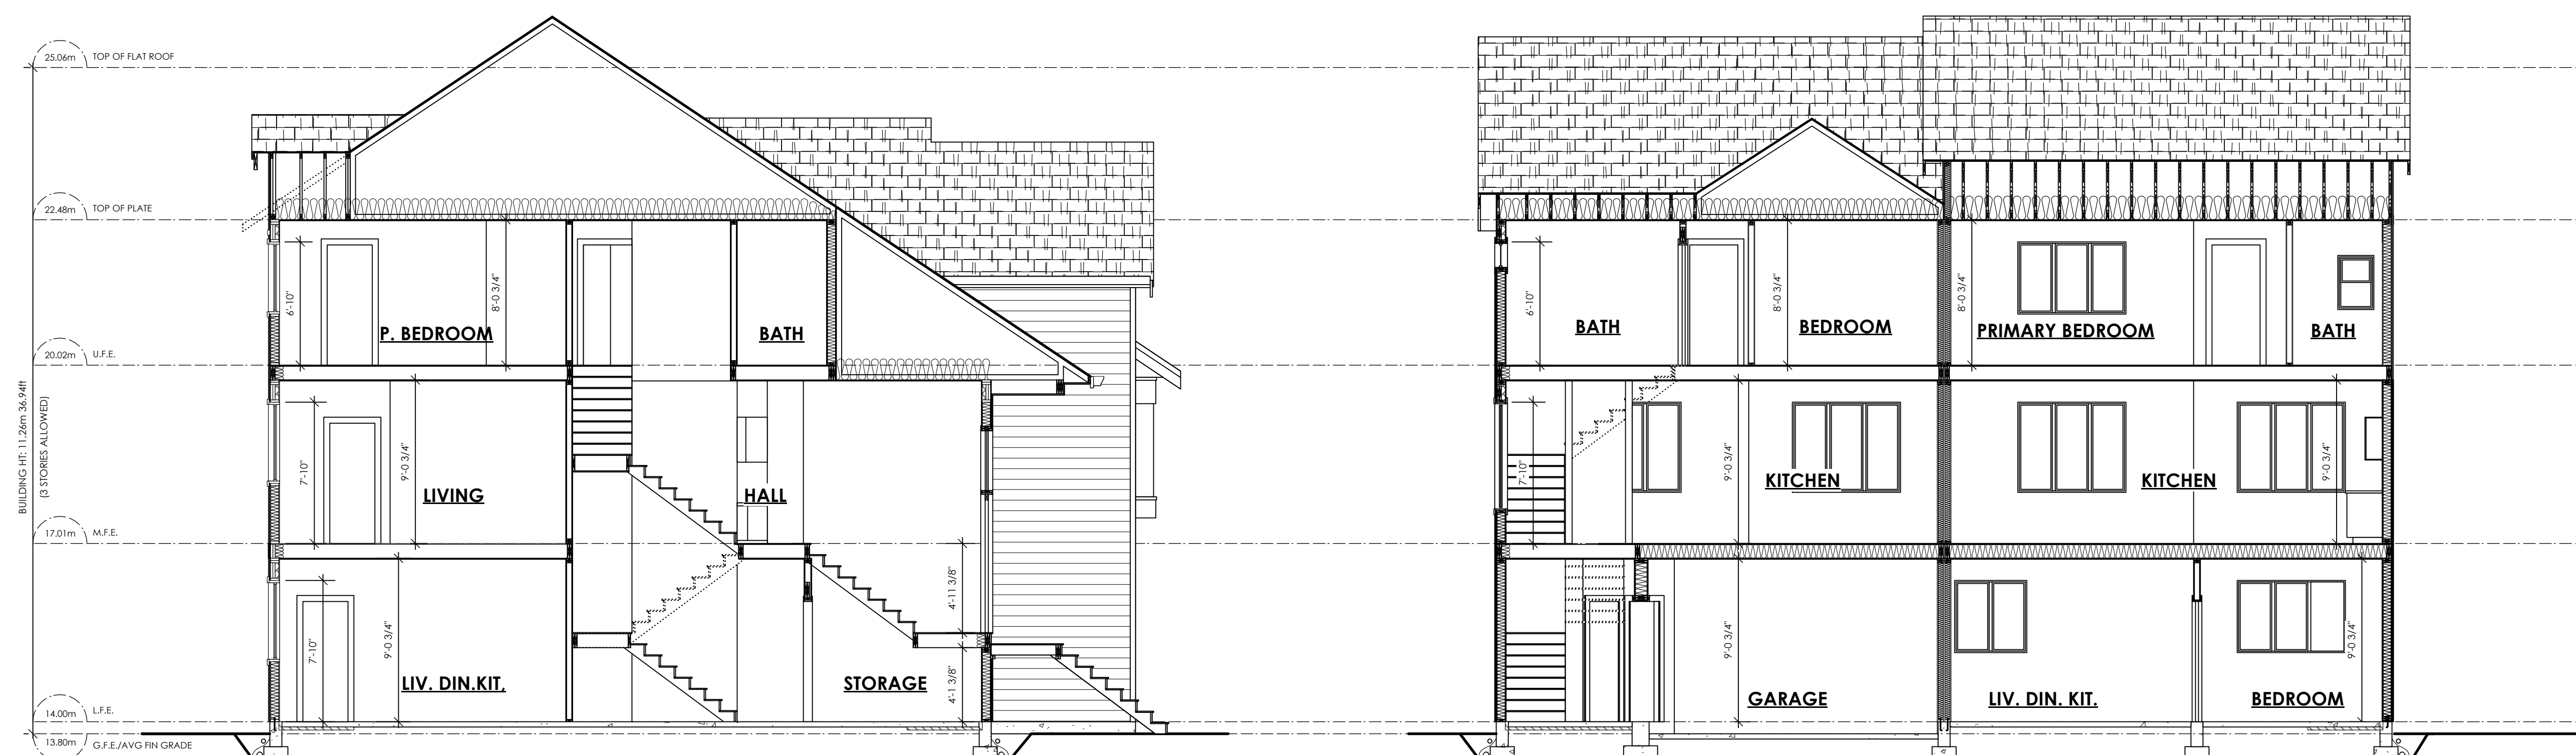 25.06m TOP OF FLAT ROOF
22.48m TOP OF PLATE
20.02m U.F.E.
17.01m M.F.E.
14.00m L.F.E.
13.80m G.F.E./AVG FIN GRADE
BUILDING HT: 11.26m 36.94ft
(3 STORIES ALLOWED)
6'-10"
P. BEDROOM
8'-0 3/4"
BATH
7'-10"
9'-0 3/4"
LIVING
HALL
7'-10"
9'-0 3/4"
LIV. DIN.KIT,
STORAGE
4'-11 3/8"
4'-1 3/8"
6'-10"
BATH
8'-0 3/4"
BEDROOM
8'-0 3/4"
PRIMARY BEDROOM
BATH
7'-10"
9'-0 3/4"
KITCHEN
KITCHEN
9'-0 3/4"
9'-0 3/4"
GARAGE
LIV. DIN. KIT.
BEDROOM
9'-0 3/4"